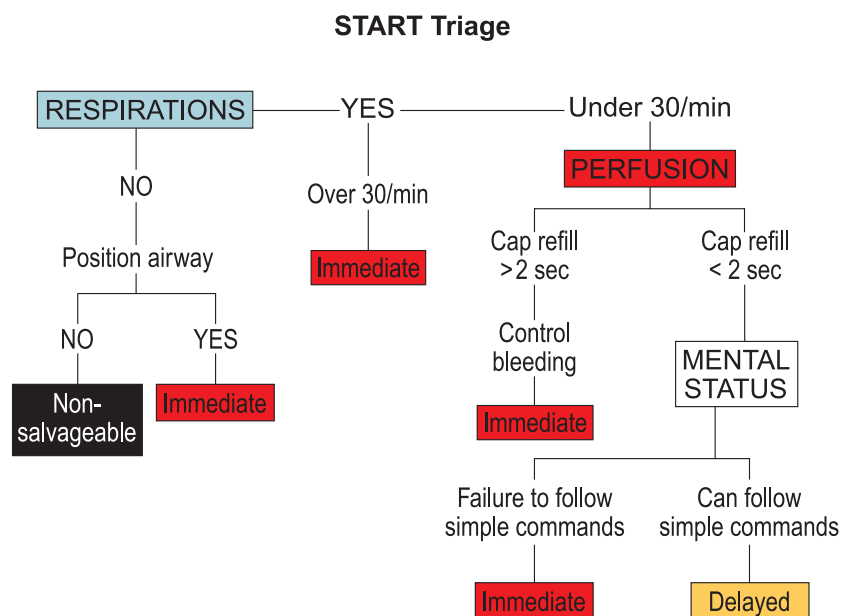 START Triage
RESPIRATIONS
YES
Under 30/min
PERFUSION
NO
Over 30/min
Immediate
Position airway
NO
YES
Non-
salvageable
Immediate
Cap refill
>2 sec
Cap refill
< 2 sec
Control
bleeding
Immediate
MENTAL
STATUS
Failure to follow
simple commands
Can follow
simple commands
Immediate
Delayed